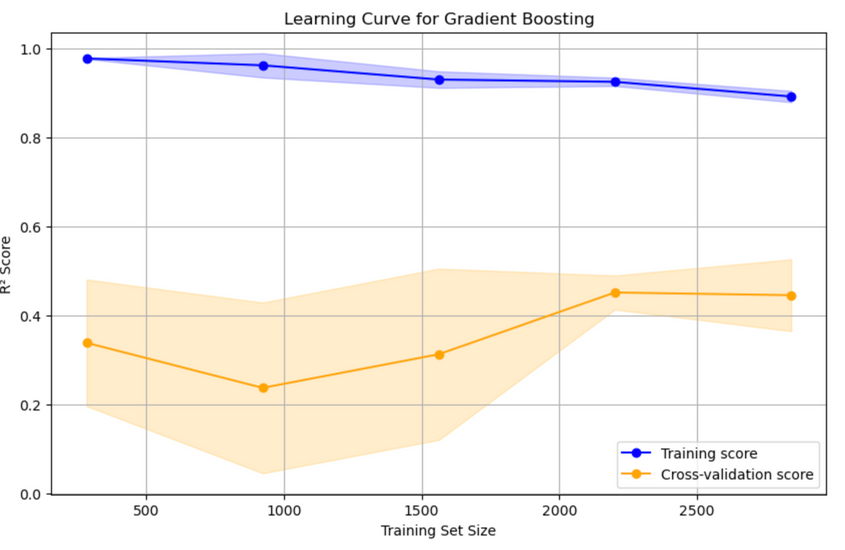 Learning Curve for Gradient Boosting
1.0
0.8
0.6
0.4
0.2
0.0
R² Score
500
1000
1500
2000
2500
Training Set Size
Training score
Cross-validation score